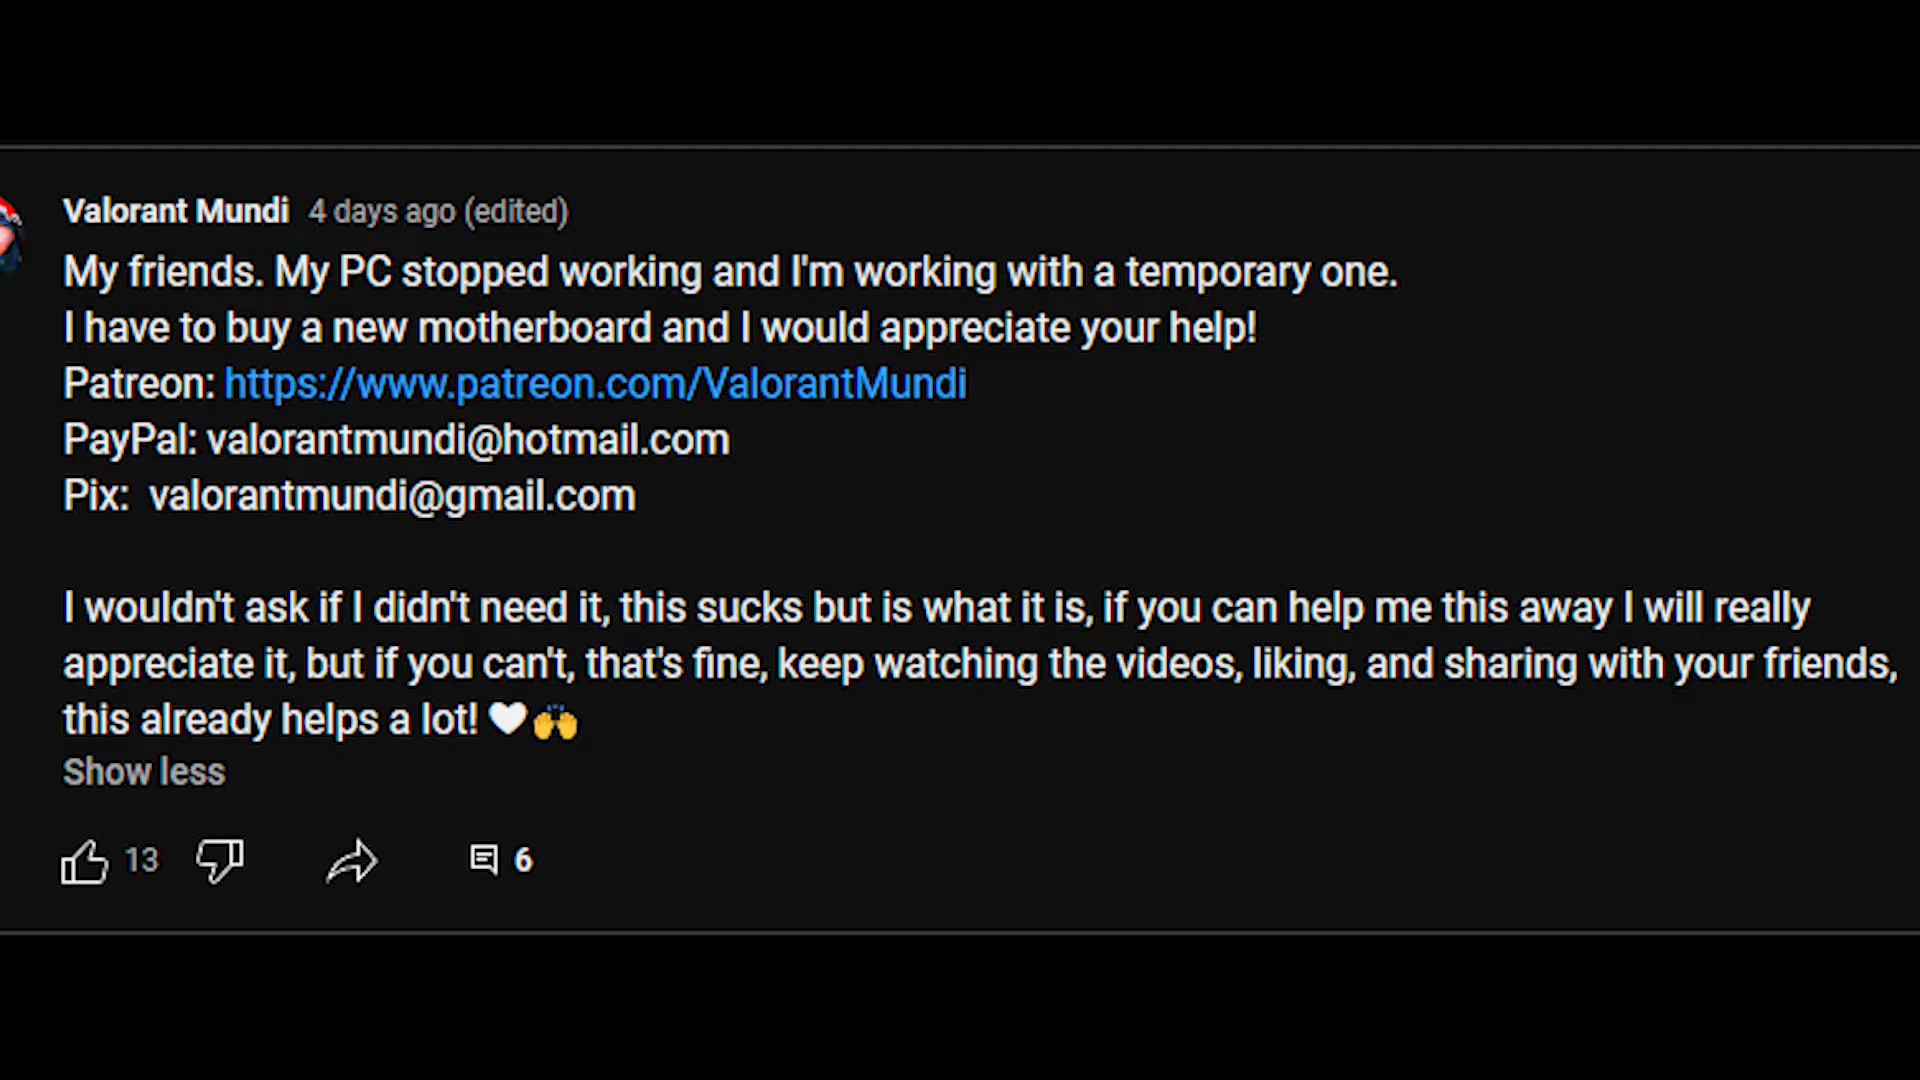 Valorant Mundi 4 days ago (edited)
My friends. My PC stopped working and I'm working with a temporary one.
I have to buy a new motherboard and I would appreciate your help!
Patreon: https://www.patreon.com/ValorantMundi
PayPal: valorantmundi@hotmail.com
Pix: valorantmundi@gmail.com
I wouldn't ask if I didn't need it, this sucks but is what it is, if you can help me this away I will really
appreciate it, but if you can't, that's fine, keep watching the videos, liking, and sharing with your friends,
this already helps a lot! 🤍🙌
Show less
13 6